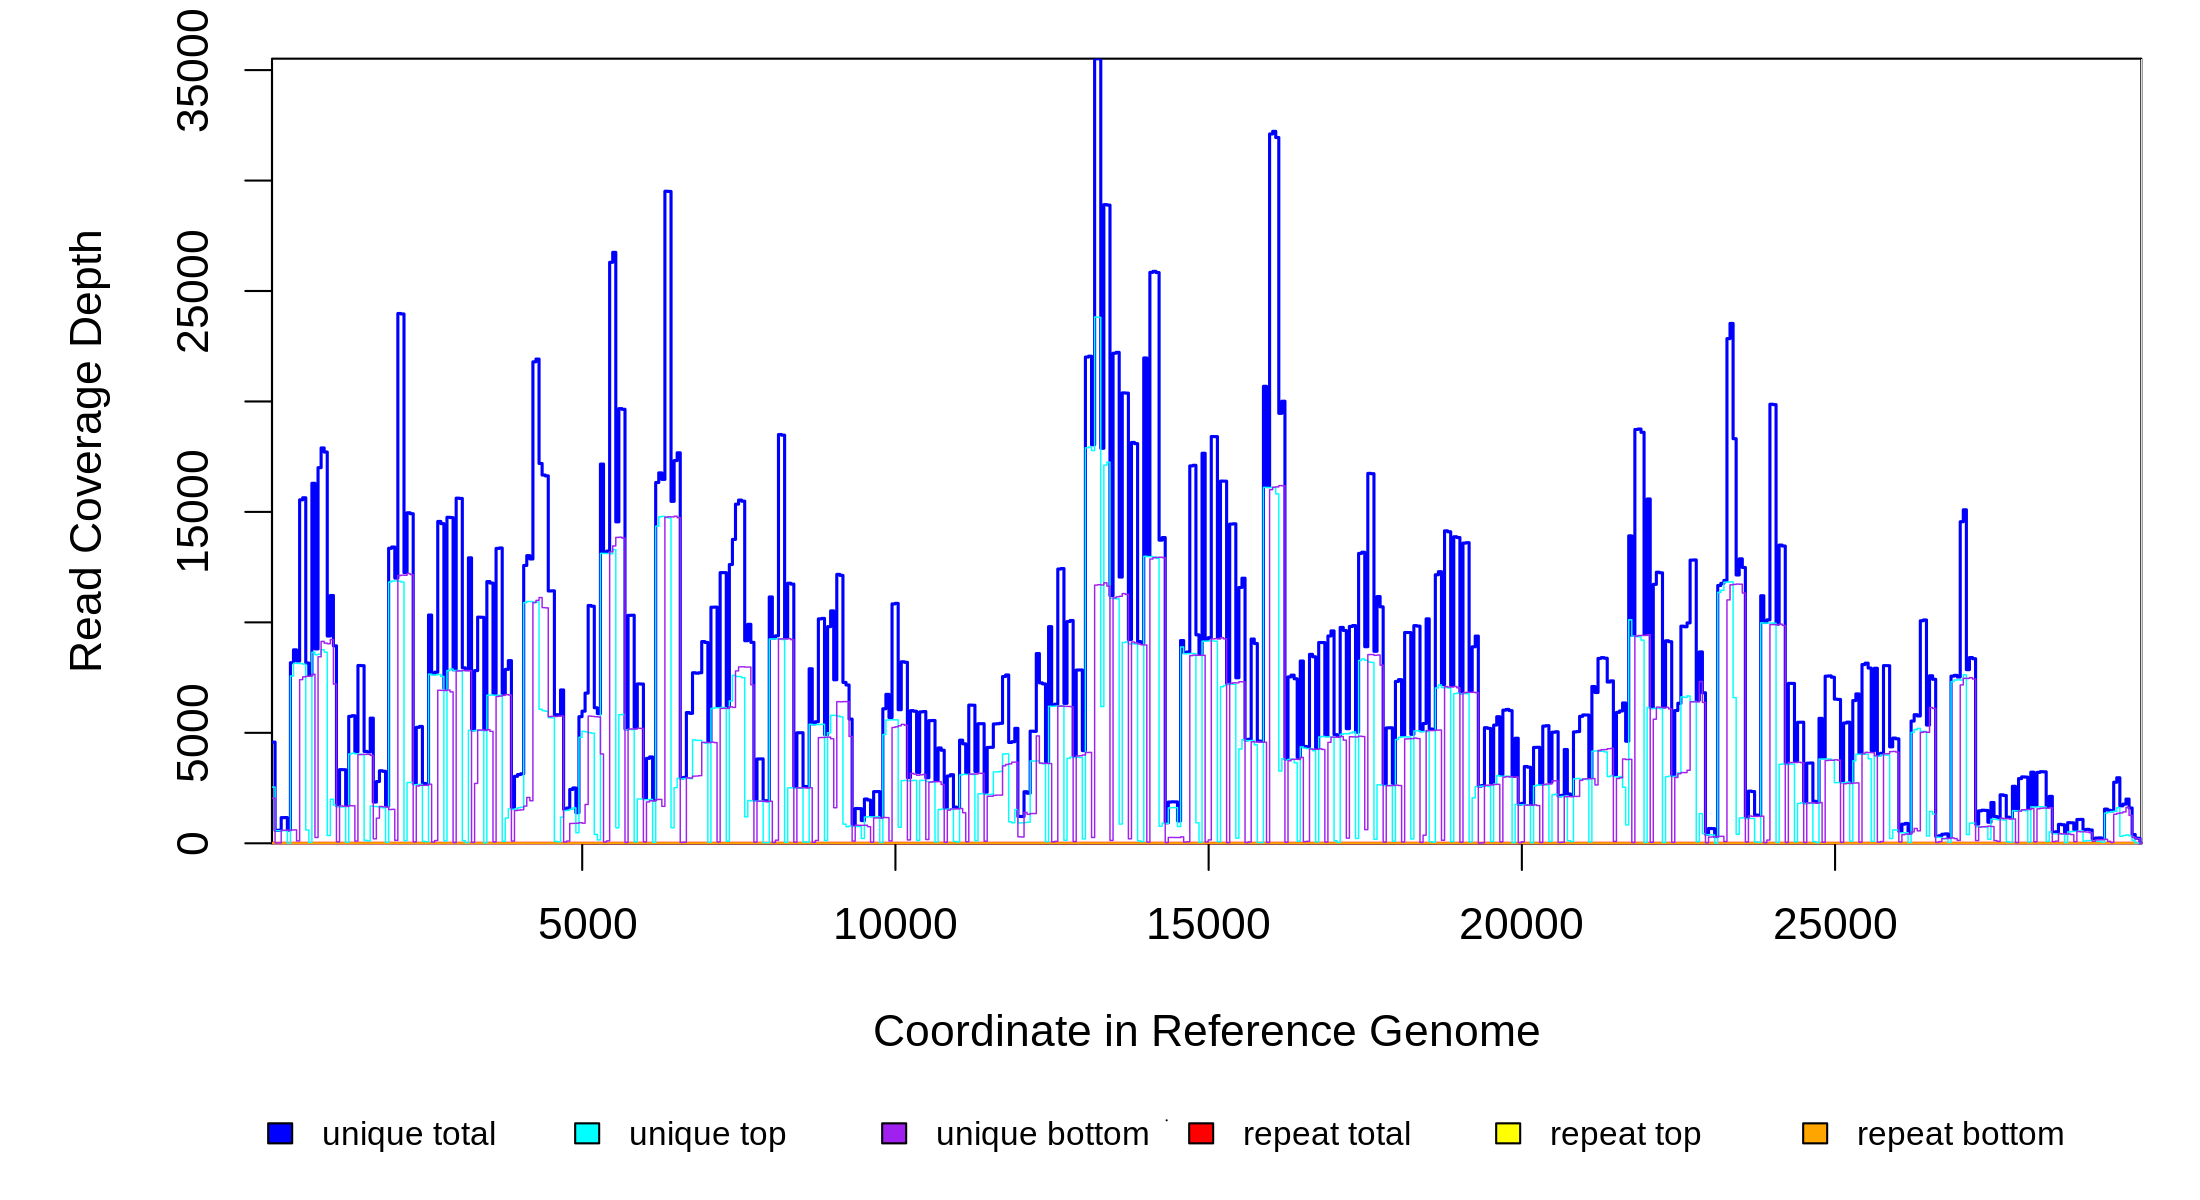 35000
25000
15000
5000
0
Read Coverage Depth
5000 10000 15000 20000 25000
Coordinate in Reference Genome
unique total unique top unique bottom repeat total repeat top repeat bottom